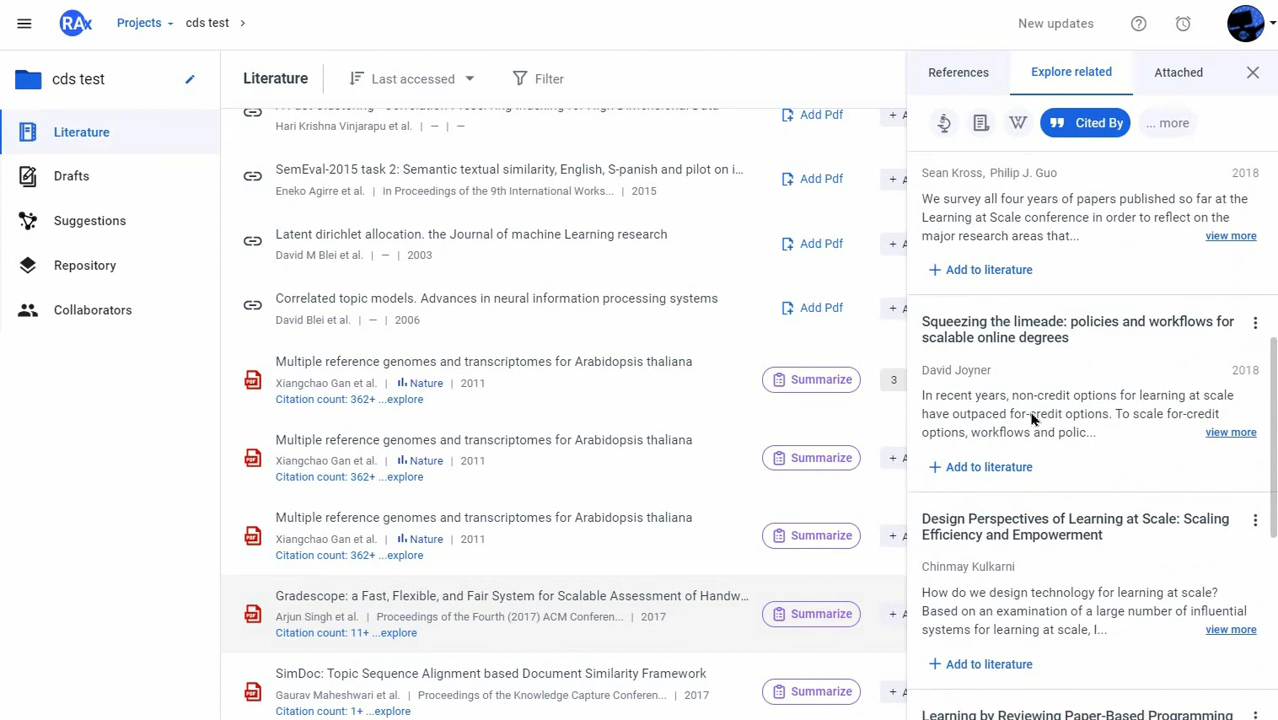 RAx
Projects
cds test
New updates
cds test
Literature
Drafts
Suggestions
Repository
Collaborators
Literature
Last accessed
Filter
Hari Krishna Vinjarapu et al. | — | —
Add Pdf
+ A
SemEval-2015 task 2: Semantic textual similarity, English, S-panish and pilot on i...
Eneko Agirre et al. | In Proceedings of the 9th International Works... | 2015
Add Pdf
+ A
Latent dirichlet allocation. the Journal of machine Learning research
David M Blei et al. | — | 2003
Add Pdf
+ A
Correlated topic models. Advances in neural information processing systems
David Blei et al. | — | 2006
Add Pdf
+ A
Multiple reference genomes and transcriptomes for Arabidopsis thaliana
Xiangchao Gan et al. | Nature | 2011
Citation count: 362+ ...explore
Summarize
3
Multiple reference genomes and transcriptomes for Arabidopsis thaliana
Xiangchao Gan et al. | Nature | 2011
Citation count: 362+ ...explore
Summarize
+ A
Multiple reference genomes and transcriptomes for Arabidopsis thaliana
Xiangchao Gan et al. | Nature | 2011
Citation count: 362+ ...explore
Summarize
+ A
Gradescope: a Fast, Flexible, and Fair System for Scalable Assessment of Handw...
Arjun Singh et al. | Proceedings of the Fourth (2017) ACM Conferen... | 2017
Citation count: 11+ ...explore
Summarize
+ A
SimDoc: Topic Sequence Alignment based Document Similarity Framework
Gaurav Maheshwari et al. | Proceedings of the Knowledge Capture Conferen... | 2017
Citation count: 1+ ...explore
Summarize
+ A
References
Explore related
Attached
W
Cited By
... more
Sean Kross, Philip J. Guo 2018
We survey all four years of papers published so far at the
Learning at Scale conference in order to reflect on the
major research areas that... view more
+ Add to literature
Squeezing the limeade: policies and workflows for
scalable online degrees
David Joyner 2018
In recent years, non-credit options for learning at scale
have outpaced for-credit options. To scale for-credit
options, workflows and polic... view more
+ Add to literature
Design Perspectives of Learning at Scale: Scaling
Efficiency and Empowerment
Chinmay Kulkarni
How do we design technology for learning at scale?
Based on an examination of a large number of influential
systems for learning at scale, I... view more
+ Add to literature
Learning by Reviewing Paper-Based Programming